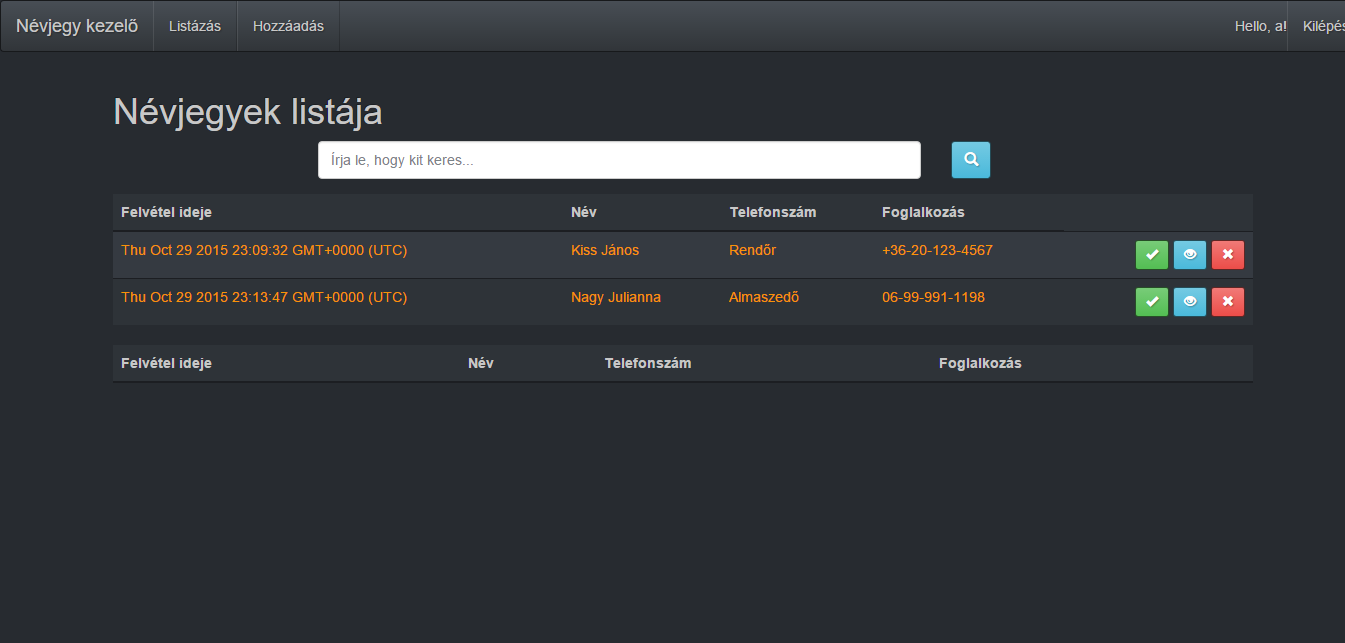 Névjegy kezelő Listázás Hozzáadás Hello, a! Kilépés
Névjegyek listája
Írja le, hogy kit keres...
Felvétel ideje Név Telefonszám Foglalkozás
Thu Oct 29 2015 23:09:32 GMT+0000 (UTC) Kiss János Rendőr +36-20-123-4567
Thu Oct 29 2015 23:13:47 GMT+0000 (UTC) Nagy Julianna Almaszedő 06-99-991-1198
Felvétel ideje Név Telefonszám Foglalkozás